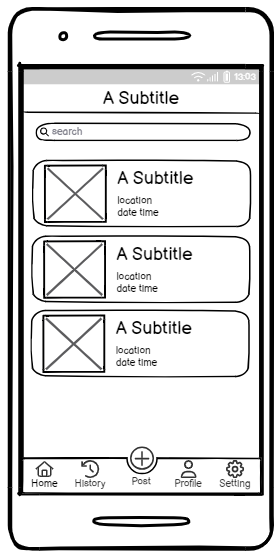 13:03
A Subtitle
search
A Subtitle
location
date time
A Subtitle
location
date time
A Subtitle
location
date time
Home History Post Profile Setting